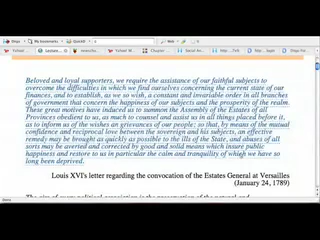 Print
My Bookmarks
Beloved and loyal supporters, we require the assistance of our faithful subjects to
overcome the difficulties in which we find ourselves concerning the current state of our
finances, and to establish, as we so wish, a constant and invariable order in all branches
of government that concern the happiness of our subjects and the prosperity of the realm.
These great motives have induced us to summon the Assembly of the Estates of all
Provinces obedient to us, as much to counsel and assist us in all things placed before it,
as to inform us of the wishes an grievances of our people; so that, by means of the mutual
confidence and reciprocal love between the sovereign and his subjects, an effective
remedy may be brought as quickly as possible to the ills of the State, and abuses of all
sorts may be averted and corrected by good and solid means which insure public
happiness and restore to us in particular the calm and tranquility of which we have so
long been deprived.
Louis XVI's letter regarding the convocation of the Estates General at Versailles
(January 24, 1789)